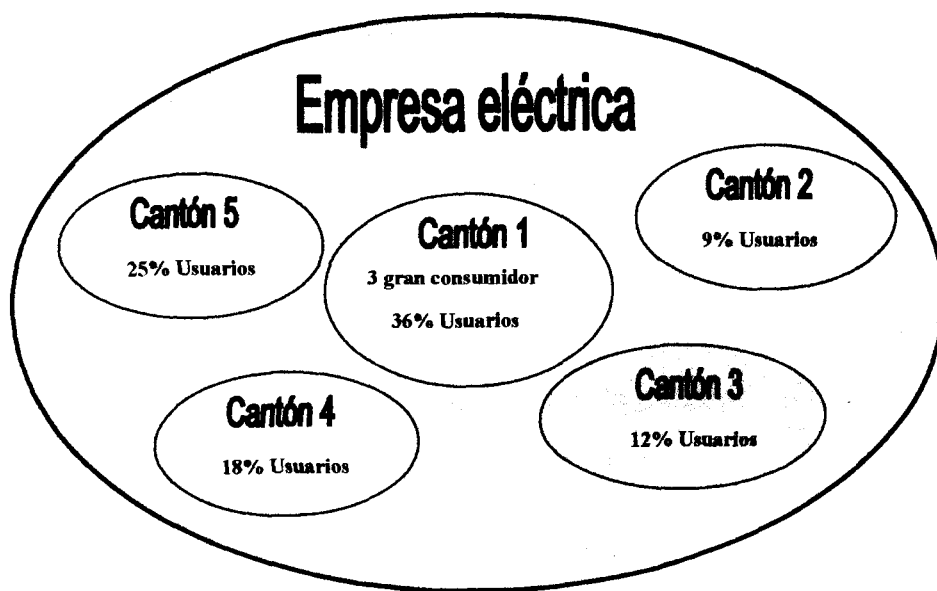 Empresa eléctrica
Cantón 5
25% Usuarios
Cantón 1
3 gran consumidor
36% Usuarios
Cantón 2
9% Usuarios
Cantón 4
18% Usuarios
Cantón 3
12% Usuarios